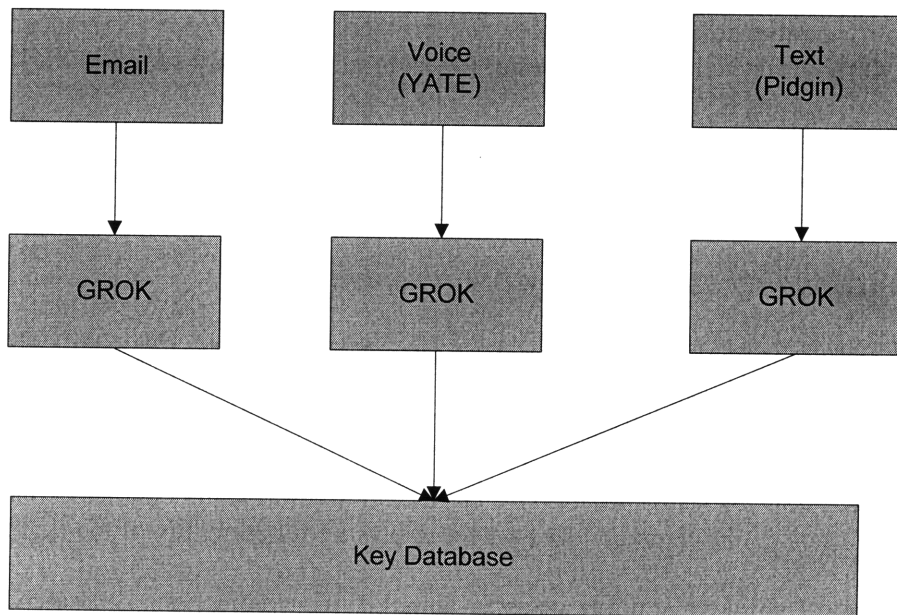 Email
Voice
(YATE)
Text
(Pidgin)
GROK
GROK
GROK
Key Database